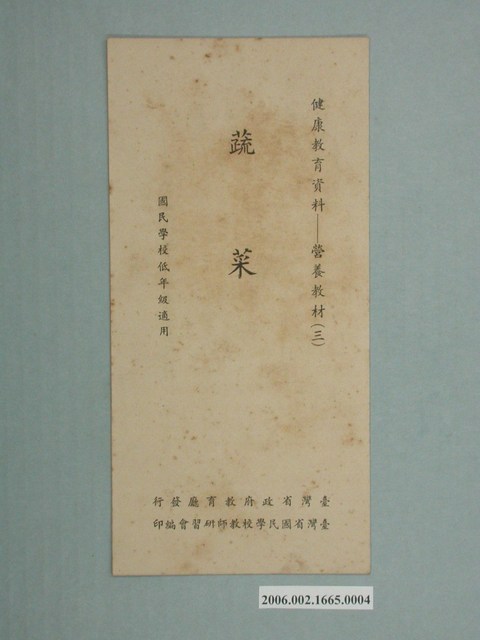 健康教育資料——營養教材(三)
蔬菜
國民學校低年級適用
臺灣省政府教育廳發行
臺灣省國民學校教師研習會編印
2006.002.1665.0004